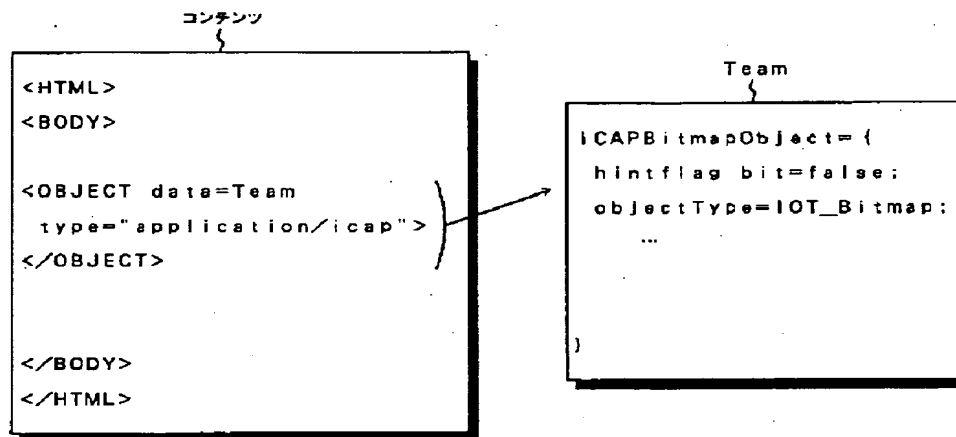 コンテンツ
<HTML>
<BODY>
<OBJECT data=Team
type="application/icap">
</OBJECT>
</BODY>
</HTML>
Team
iCAPBitmapObject={
hintflag bit=false;
objectType=IOT_Bitmap;
...
}